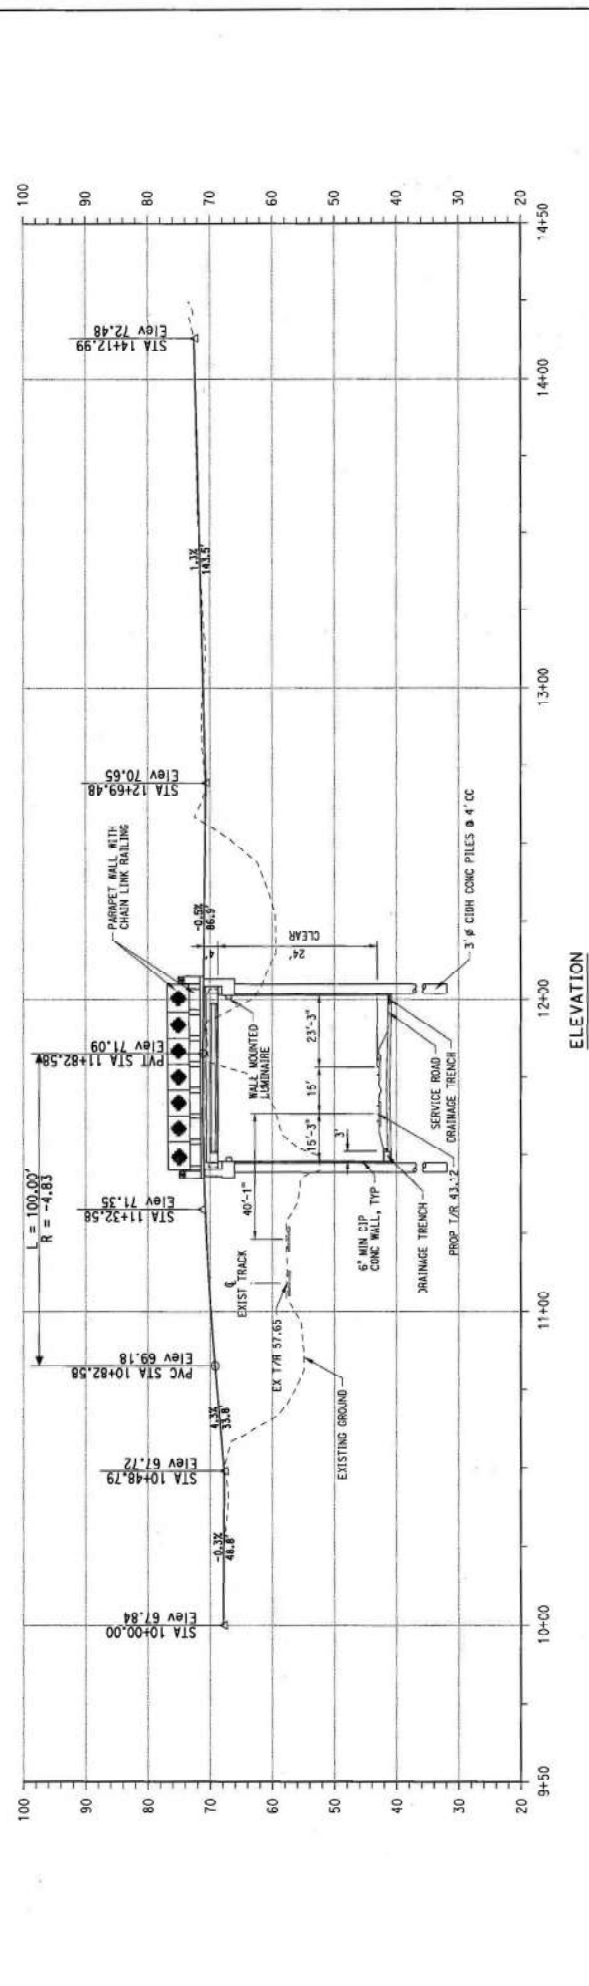 100
90
80
70
60
50
40
30
20
L = 100.00'
R = -4.83
STA 10+00.00
Elev 67.84
-0.3%
48.8'
STA 10+48.79
Elev 67.72
4.3%
33.8'
PVC STA 10+82.58
Elev 69.18
STA 11+32.58
Elev 71.35
PVT STA 11+82.58
Elev 71.09
PARAPET WALL WITH
CHAIN LINK RAILING
-0.5%
86.9'
STA 12+69.48
Elev 70.65
1.3%
143.5'
STA 14+12.99
Elev 72.48
100
90
80
70
60
50
40
30
20
4'
24'
CLEAR
WALL MOUNTED
LUMINAIRE
℄
EXIST TRACK
40'-1"
15'-3"
15'
23'-3"
3'
EX T/R 57.65
EXISTING GROUND
6" MIN CIP
CONC WALL, TYP
DRAINAGE TRENCH
PROP T/R 43.12
SERVICE ROAD
DRAINAGE TRENCH
3' ø CIDH CONC PILES @ 4' CC
9+50
10+00
11+00
12+00
13+00
14+00
14+50
ELEVATION